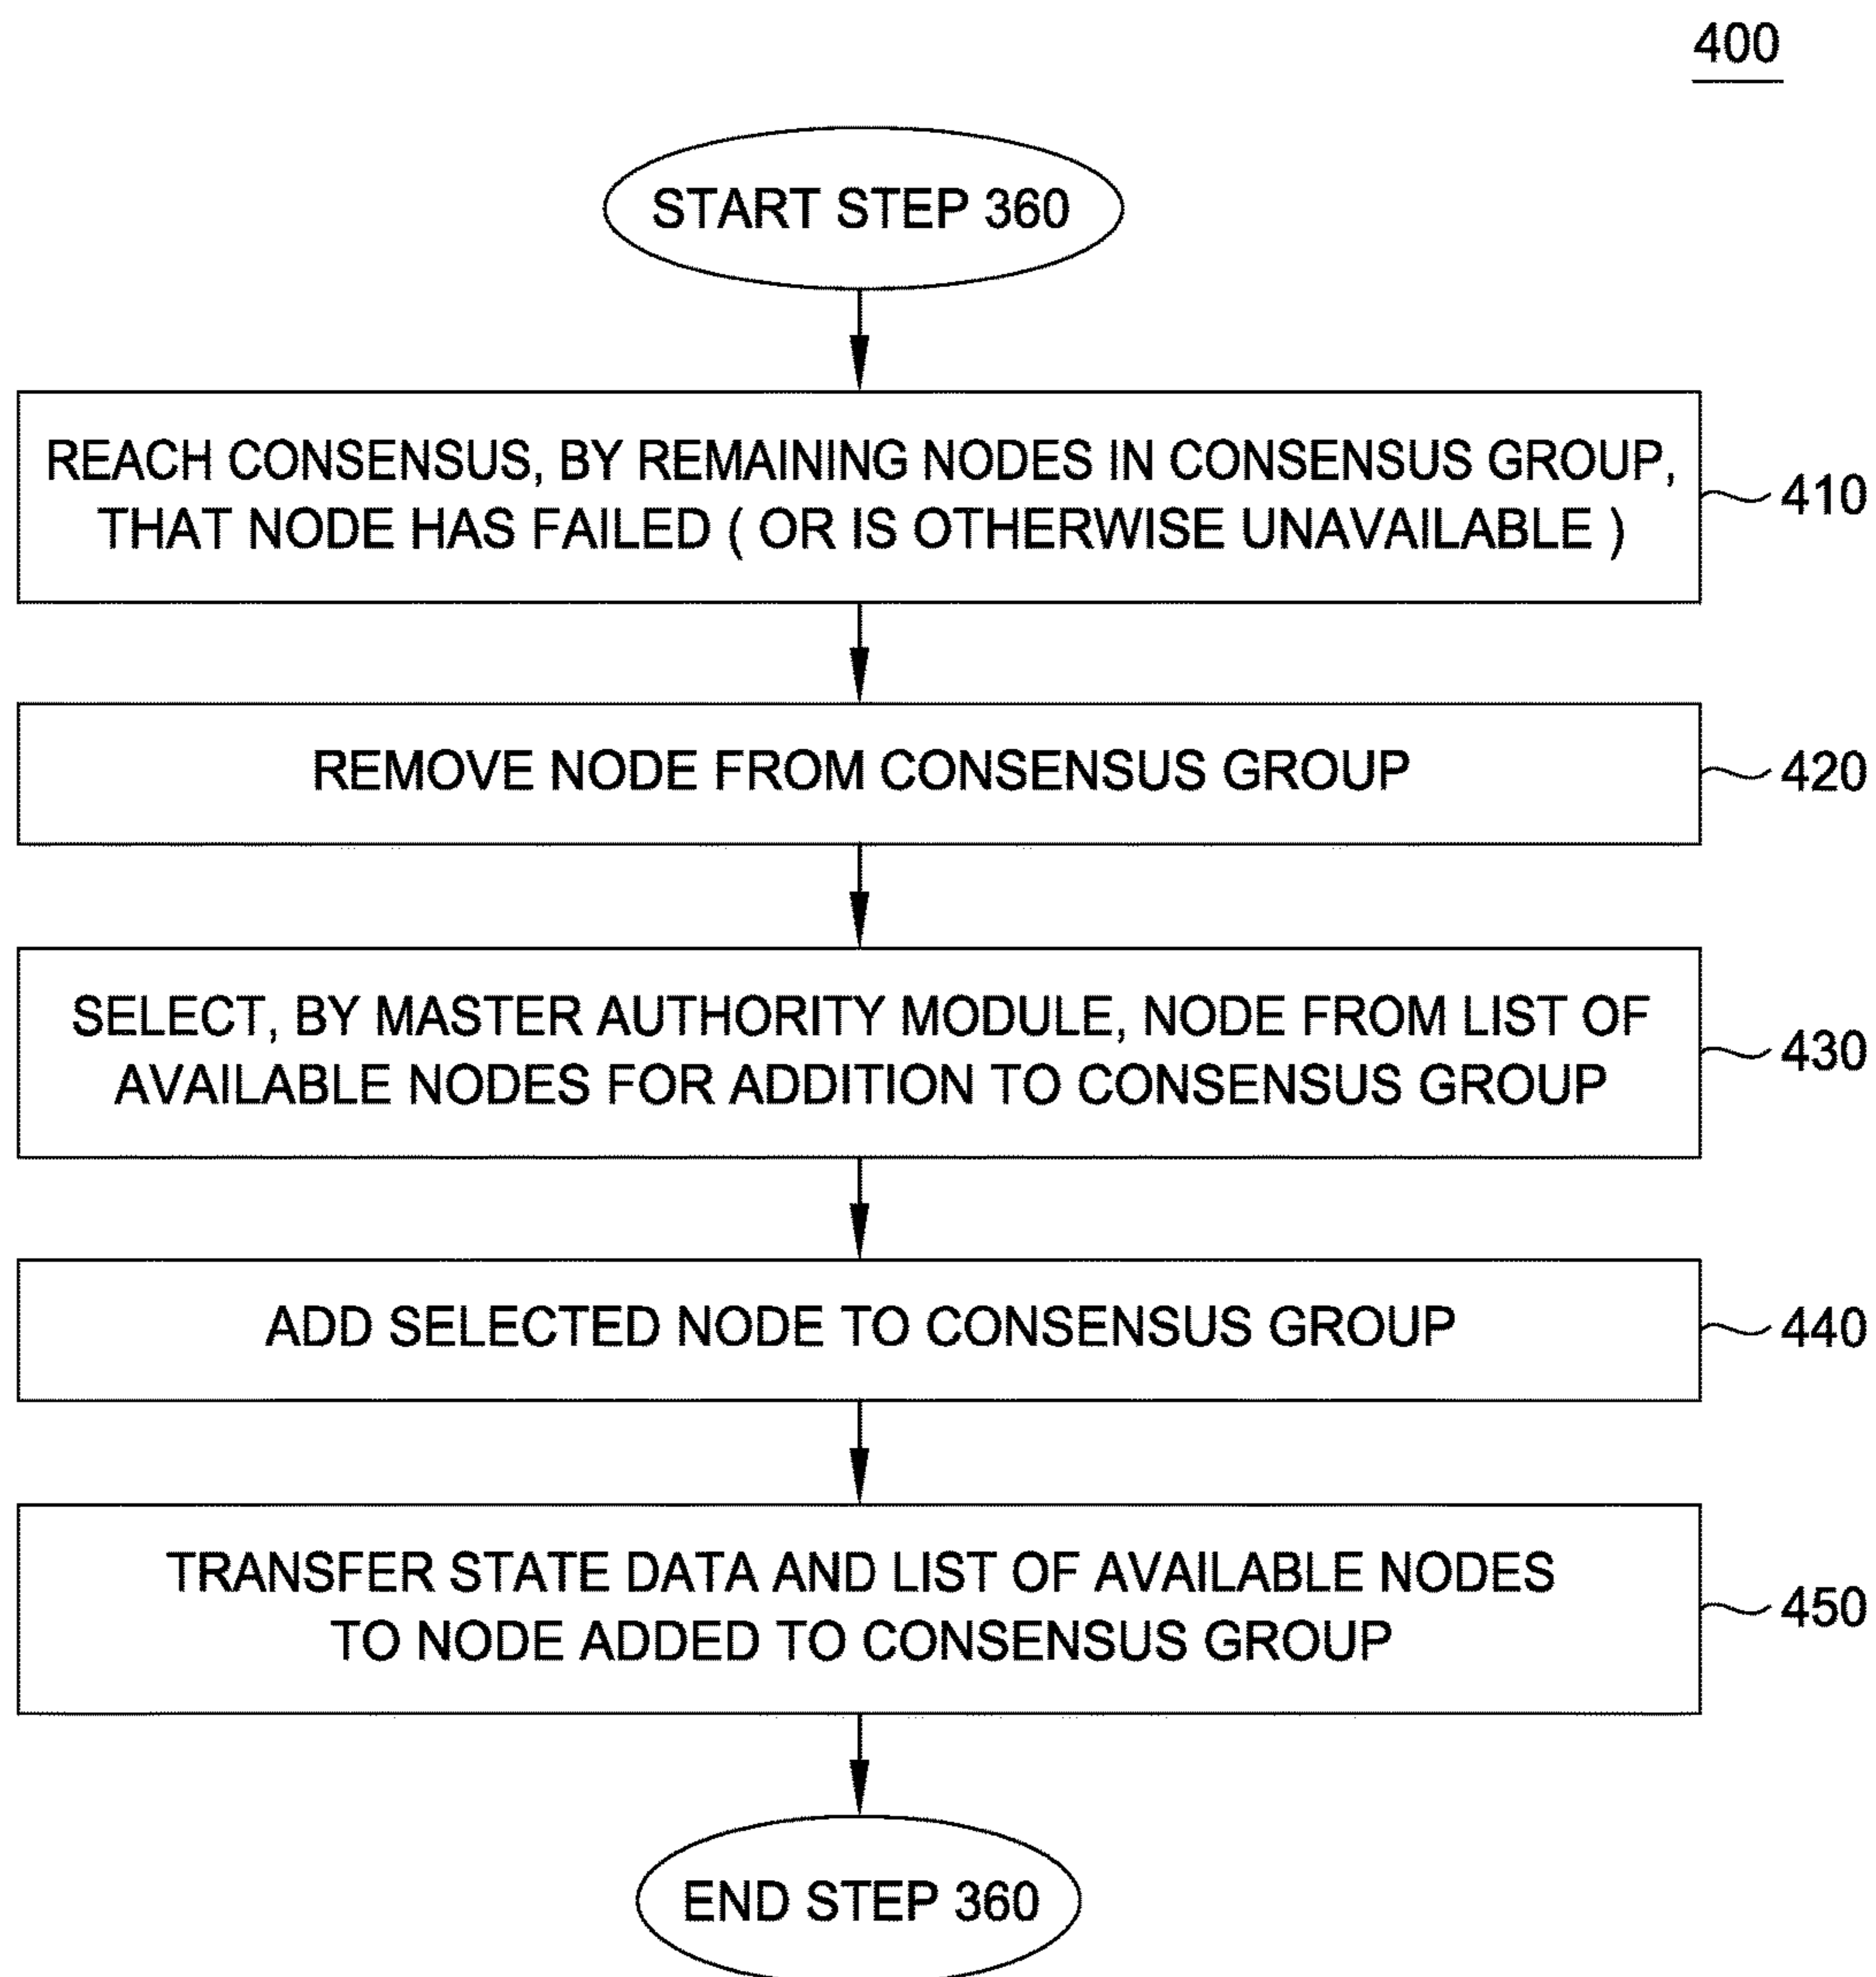 400
START STEP 360
REACH CONSENSUS, BY REMAINING NODES IN CONSENSUS GROUP,
THAT NODE HAS FAILED ( OR IS OTHERWISE UNAVAILABLE )
410
REMOVE NODE FROM CONSENSUS GROUP
420
SELECT, BY MASTER AUTHORITY MODULE, NODE FROM LIST OF
AVAILABLE NODES FOR ADDITION TO CONSENSUS GROUP
430
ADD SELECTED NODE TO CONSENSUS GROUP
440
TRANSFER STATE DATA AND LIST OF AVAILABLE NODES
TO NODE ADDED TO CONSENSUS GROUP
450
END STEP 360